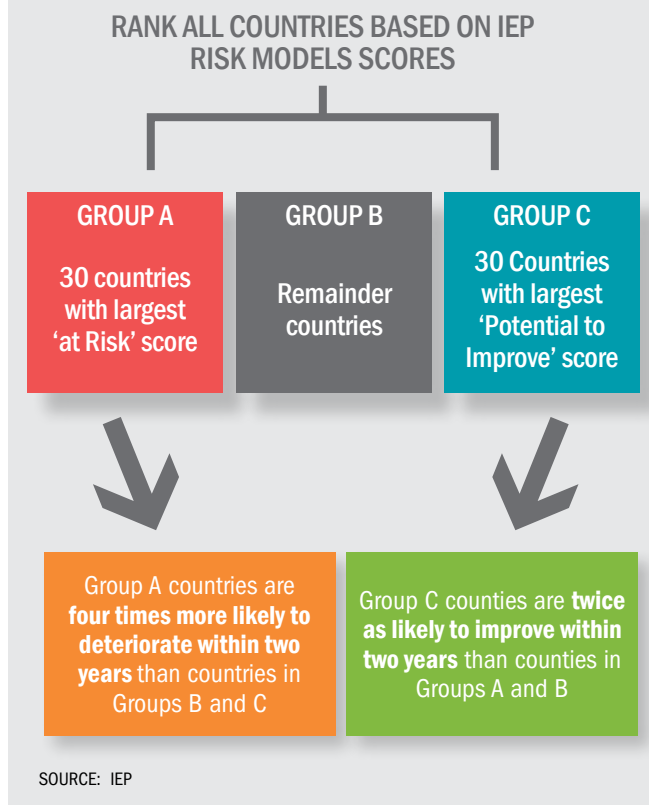 RANK ALL COUNTRIES BASED ON IEP
RISK MODELS SCORES
GROUP A
30 countries
with largest
‘at Risk’ score
GROUP B
Remainder
countries
GROUP C
30 Countries
with largest
‘Potential to
Improve’ score
Group A countries are
four times more likely to
deteriorate within two
years than countries in
Groups B and C
Group C counties are twice
as likely to improve within
two years than counties in
Groups A and B
SOURCE: IEP